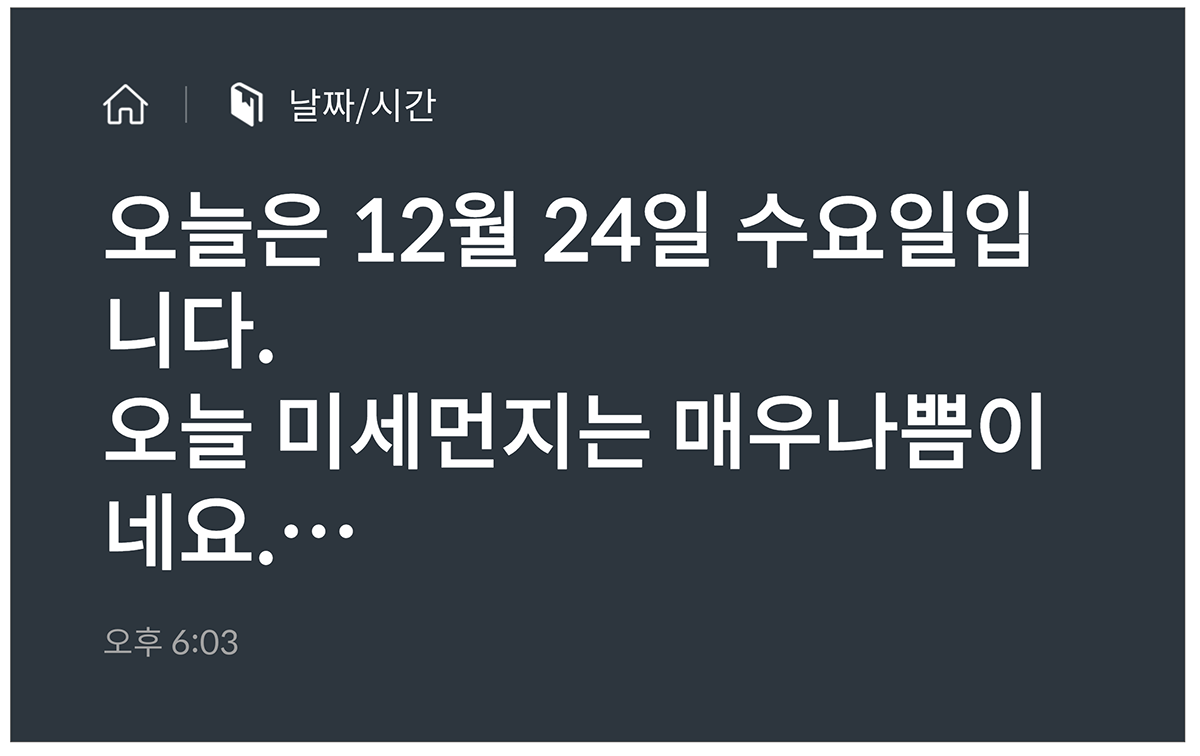 날짜/시간
오늘은 12월 24일 수요일입
니다.
오늘 미세먼지는 매우나쁨이
네요.…
오후 6:03